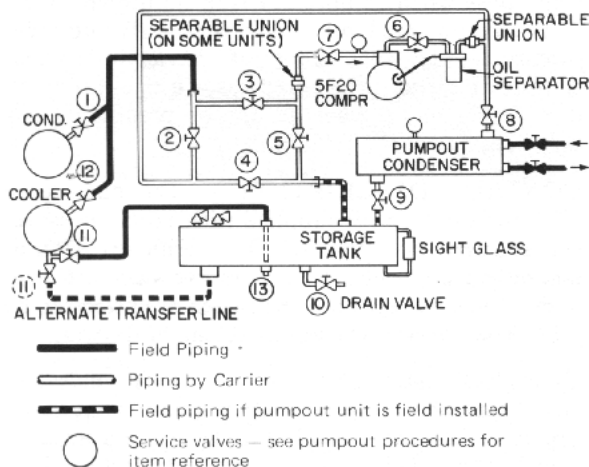 SEPARABLE UNION
(ON SOME UNITS)
7
6
SEPARABLE
UNION
OIL
SEPARATOR
5F20
COMPR
1
COND.
3
2
5
8
PUMPOUT
CONDENSER
12
COOLER
4
9
11
STORAGE
TANK
SIGHT GLASS
11
13
10
DRAIN VALVE
ALTERNATE TRANSFER LINE
Field Piping
Piping by Carrier
Field piping if pumpout unit is field installed
Service valves — see pumpout procedures for
item reference